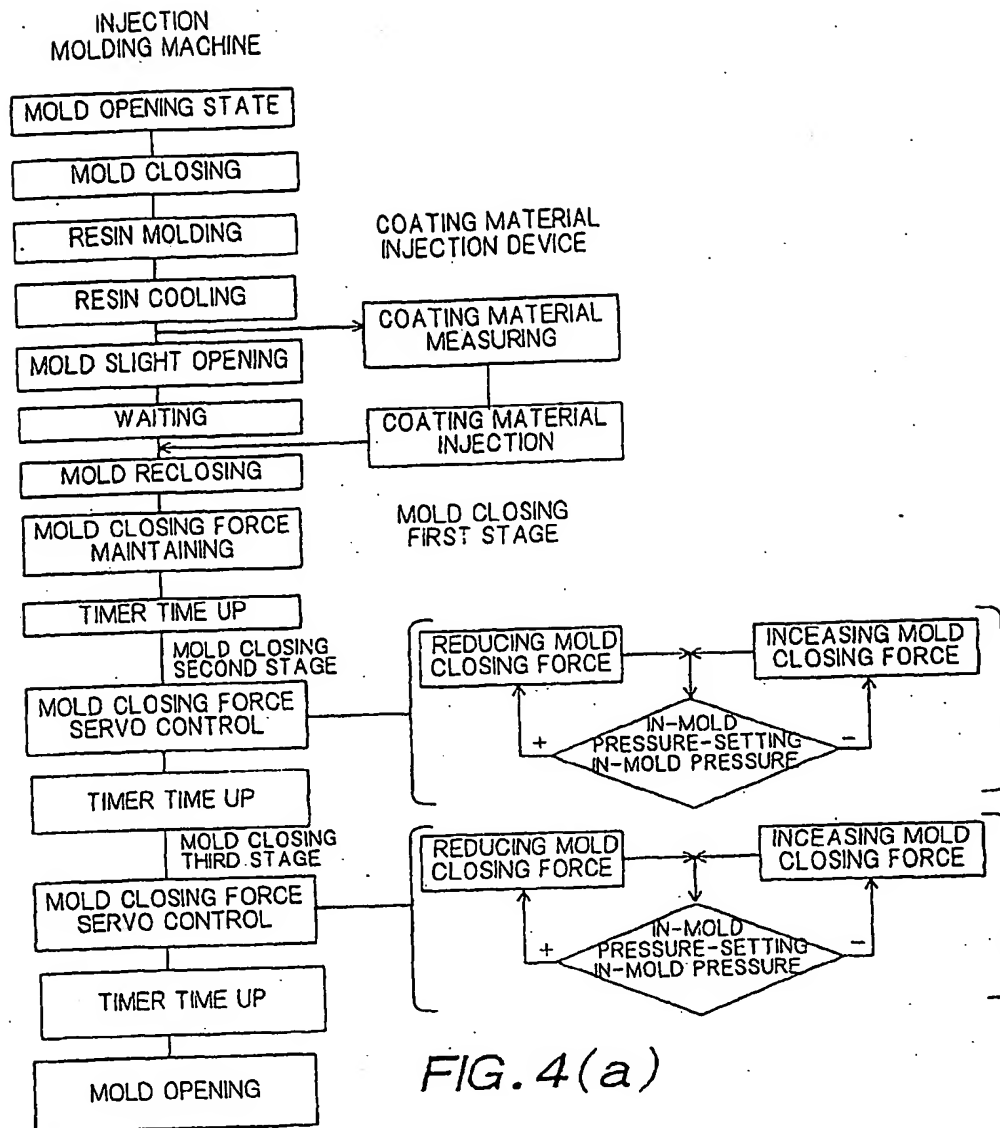 INJECTION
MOLDING MACHINE
MOLD OPENING STATE
MOLD CLOSING
RESIN MOLDING
RESIN COOLING
MOLD SLIGHT OPENING
WAITING
MOLD RECLOSING
MOLD CLOSING FORCE
MAINTAINING
TIMER TIME UP
MOLD CLOSING
SECOND STAGE
MOLD CLOSING FORCE
SERVO CONTROL
TIMER TIME UP
MOLD CLOSING
THIRD STAGE
MOLD CLOSING FORCE
SERVO CONTROL
TIMER TIME UP
MOLD OPENING
COATING MATERIAL
INJECTION DEVICE
COATING MATERIAL
MEASURING
COATING MATERIAL
INJECTION
MOLD CLOSING
FIRST STAGE
REDUCING MOLD
CLOSING FORCE
INCEASING MOLD
CLOSING FORCE
+
IN-MOLD
PRESSURE-SETTING
IN-MOLD PRESSURE
-
REDUCING MOLD
CLOSING FORCE
INCEASING MOLD
CLOSING FORCE
+
IN-MOLD
PRESSURE-SETTING
IN-MOLD PRESSURE
-
FIG. 4(a)